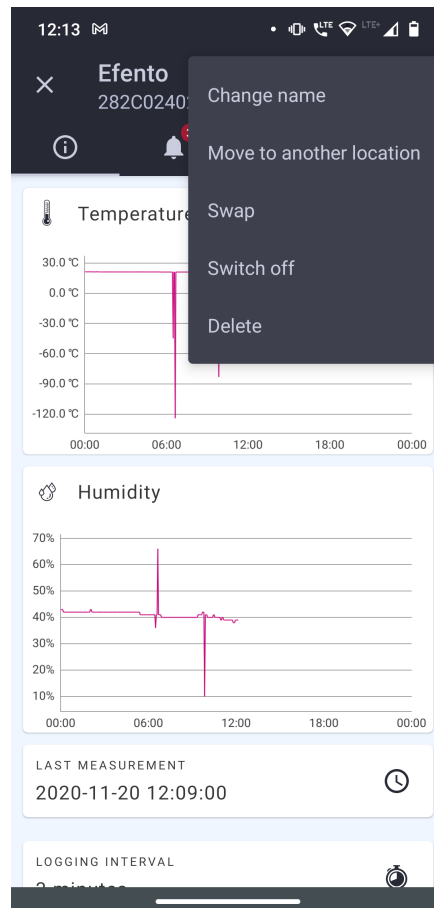 12:13
LTE
LTE+
Efento
282C0240
Change name
Move to another location
Swap
Switch off
Delete
Temperature
30.0 °C
0.0 °C
-30.0 °C
-60.0 °C
-90.0 °C
-120.0 °C
00:00 06:00 12:00 18:00 00:00
Humidity
70%
60%
50%
40%
30%
20%
10%
00:00 06:00 12:00 18:00 00:00
LAST MEASUREMENT
2020-11-20 12:09:00
LOGGING INTERVAL